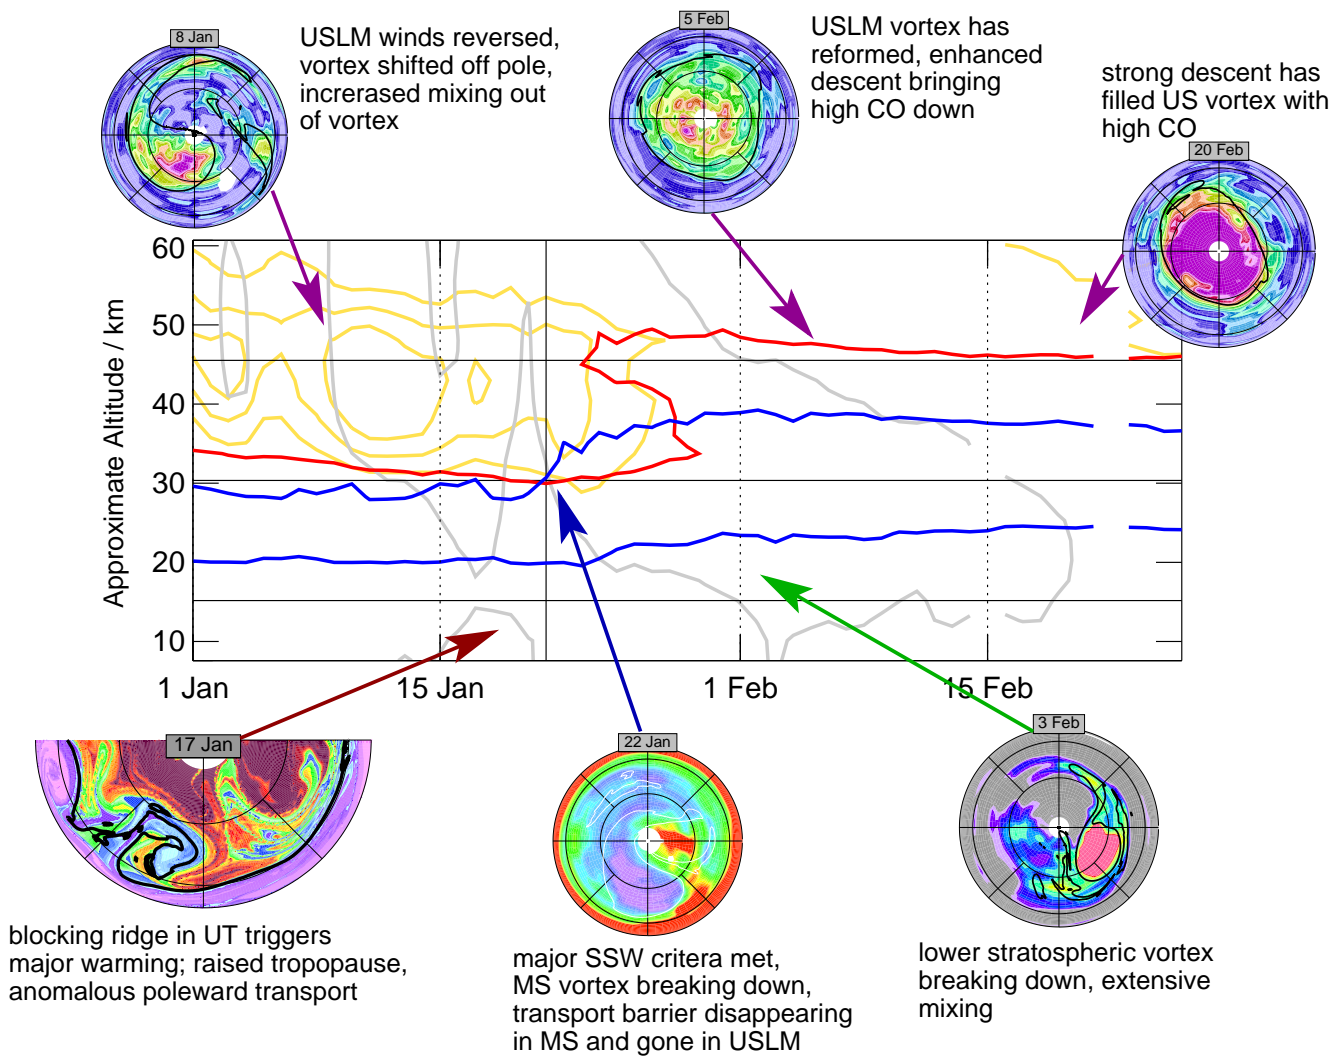 8 Jan
USLM winds reversed,
vortex shifted off pole,
increrased mixing out
of vortex
5 Feb
USLM vortex has
reformed, enhanced
descent bringing
high CO down
strong descent has
filled US vortex with
high CO
20 Feb
Approximate Altitude / km
60
50
40
30
20
10
1 Jan
15 Jan
1 Feb
15 Feb
17 Jan
blocking ridge in UT triggers
major warming; raised tropopause,
anomalous poleward transport
22 Jan
major SSW critera met,
MS vortex breaking down,
transport barrier disappearing
in MS and gone in USLM
3 Feb
lower stratospheric vortex
breaking down, extensive
mixing